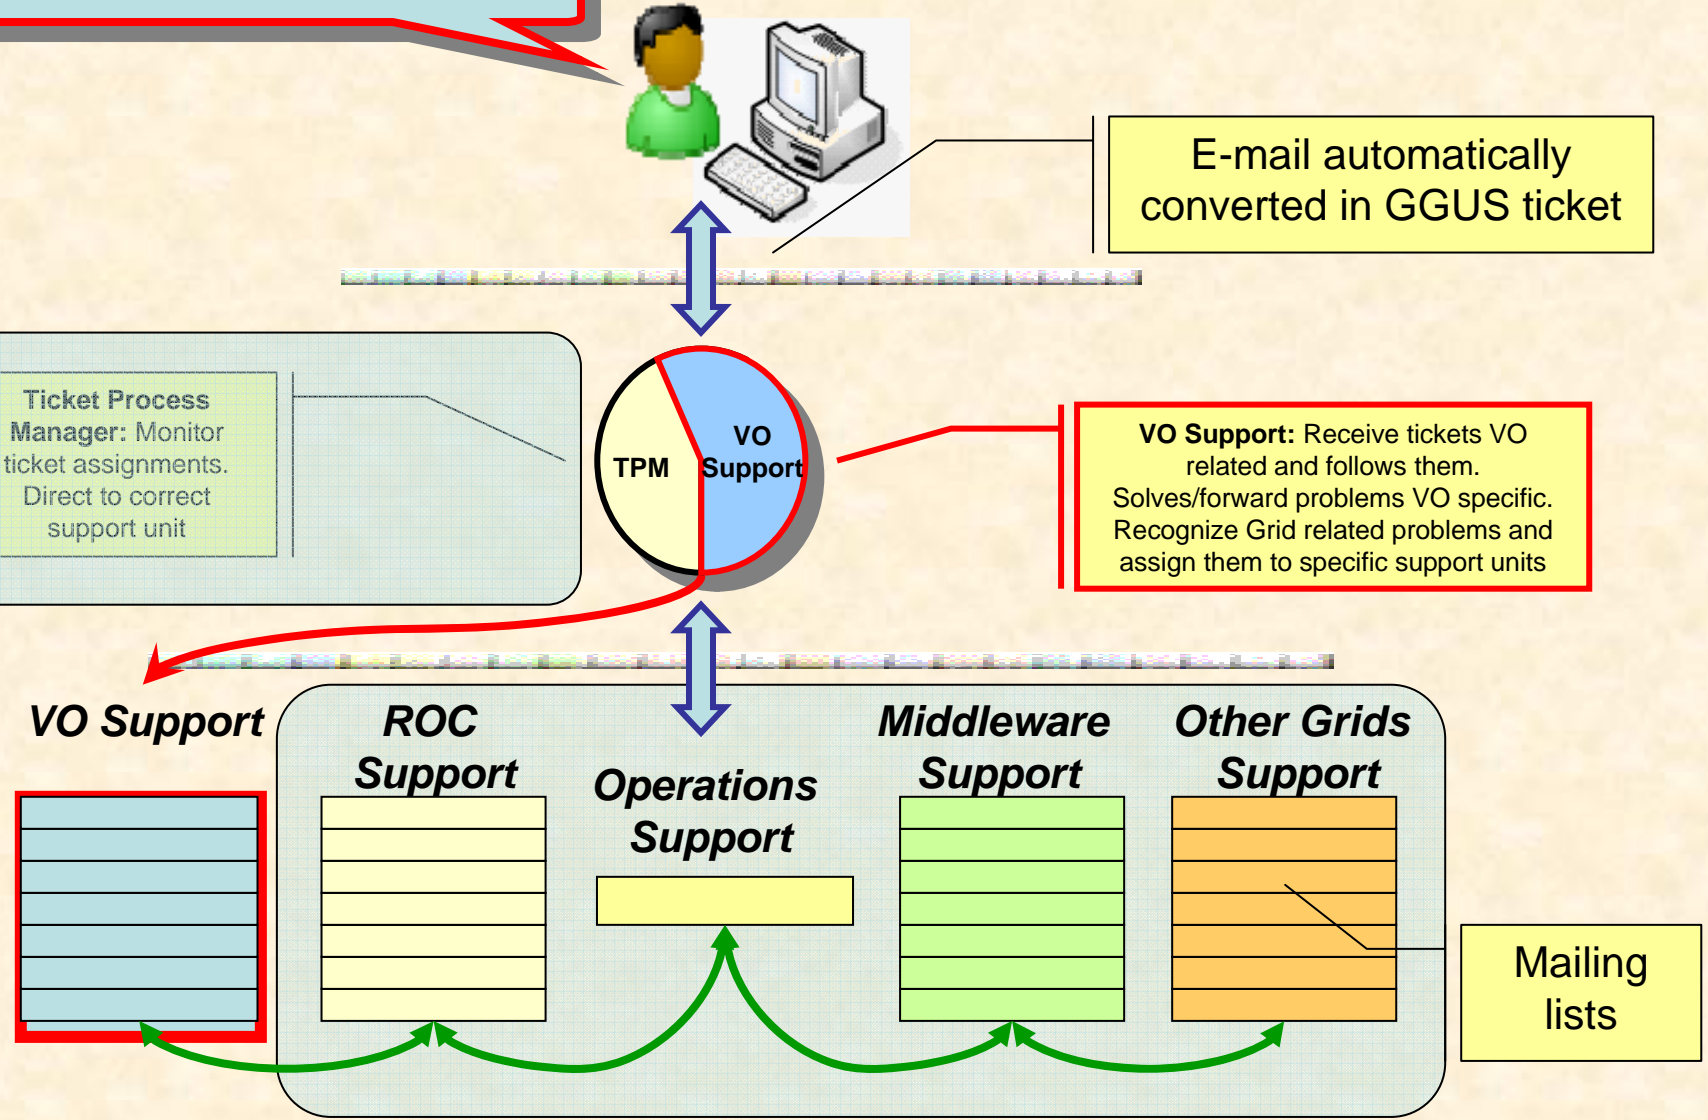 E-mail automatically
converted in GGUS ticket
Ticket Process
Manager: Monitor
ticket assignments.
Direct to correct
support unit
TPM
VO
Support
VO Support: Receive tickets VO
related and follows them.
Solves/forward problems VO specific.
Recognize Grid related problems and
assign them to specific support units
VO Support
ROC
Support
Operations
Support
Middleware
Support
Other Grids
Support
Mailing
lists